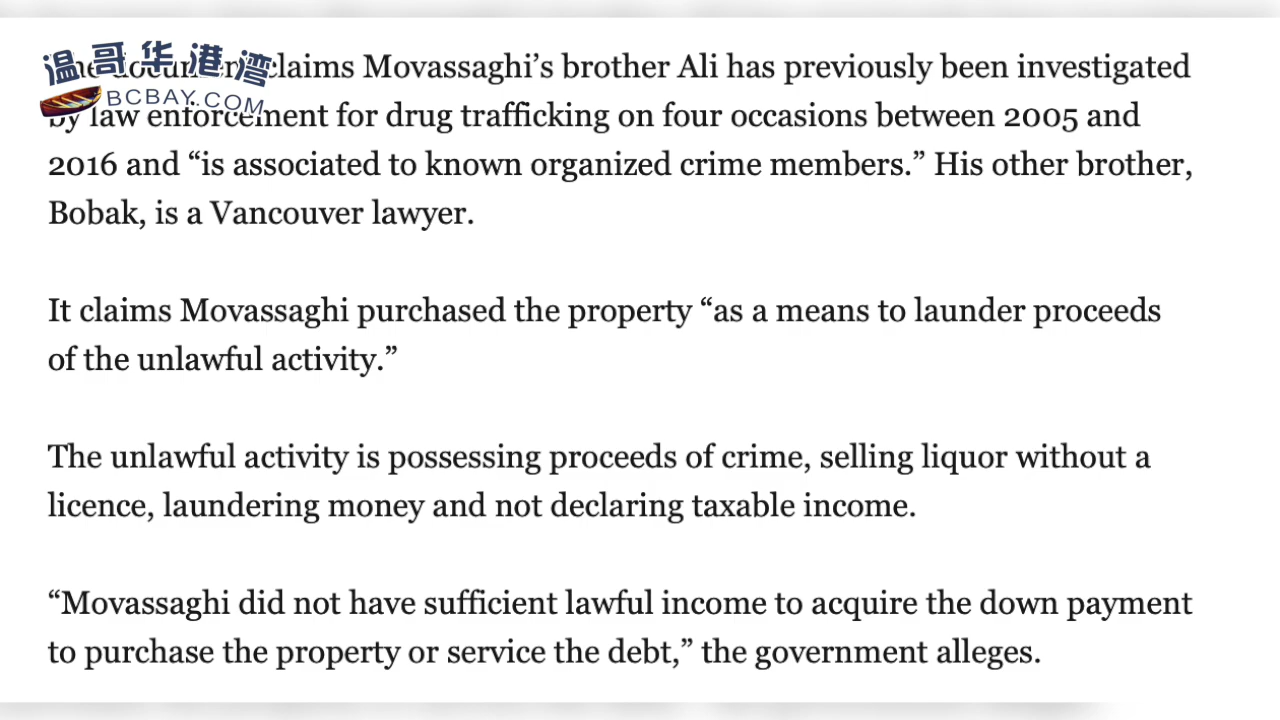 温哥华港湾
BCBAY.COM
claims Movassaghi’s brother Ali has previously been investigated
by law enforcement for drug trafficking on four occasions between 2005 and
2016 and “is associated to known organized crime members.” His other brother,
Bobak, is a Vancouver lawyer.
It claims Movassaghi purchased the property “as a means to launder proceeds
of the unlawful activity.”
The unlawful activity is possessing proceeds of crime, selling liquor without a
licence, laundering money and not declaring taxable income.
“Movassaghi did not have sufficient lawful income to acquire the down payment
to purchase the property or service the debt,” the government alleges.